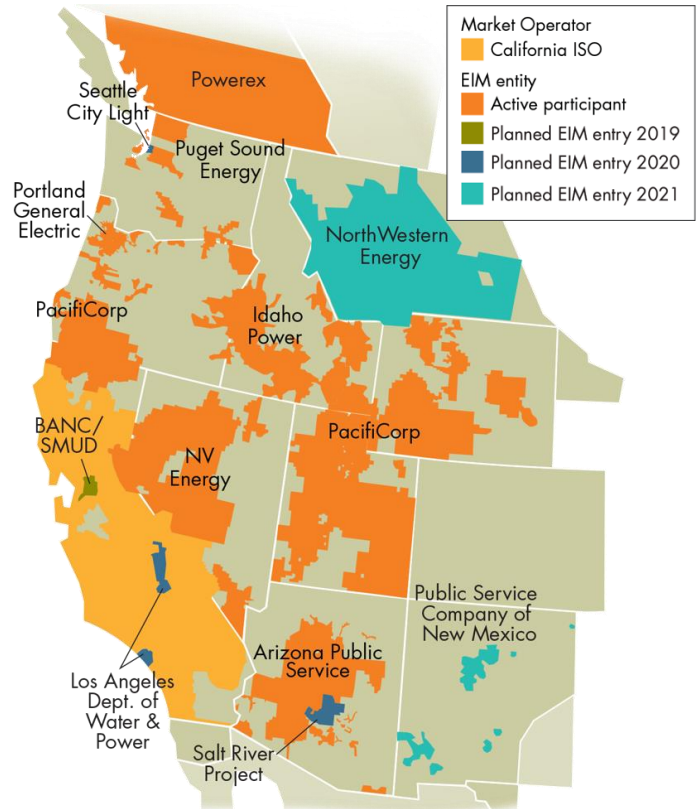 Market Operator
California ISO
EIM entity
Active participant
Planned EIM entry 2019
Planned EIM entry 2020
Planned EIM entry 2021
Powerex
Seattle
City Light
Puget Sound
Energy
Portland
General
Electric
NorthWestern
Energy
PacifiCorp
Idaho
Power
BANC/
SMUD
NV
Energy
PacifiCorp
Public Service
Company of
New Mexico
Arizona Public
Service
Los Angeles
Dept. of
Water &
Power
Salt River
Project